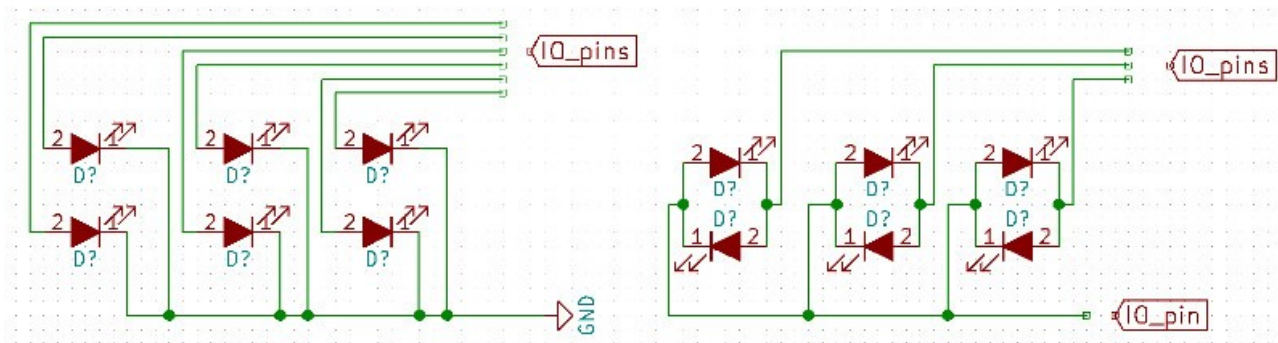 IO_pins
IO_pins
2 1 2 1 2 1
D? D? D?
2 1 2 1 2 1
D? D? D?
GND
2 1 2 1 2 1
D? D? D?
D? D? D?
1 2 1 2 1 2
IO_pin